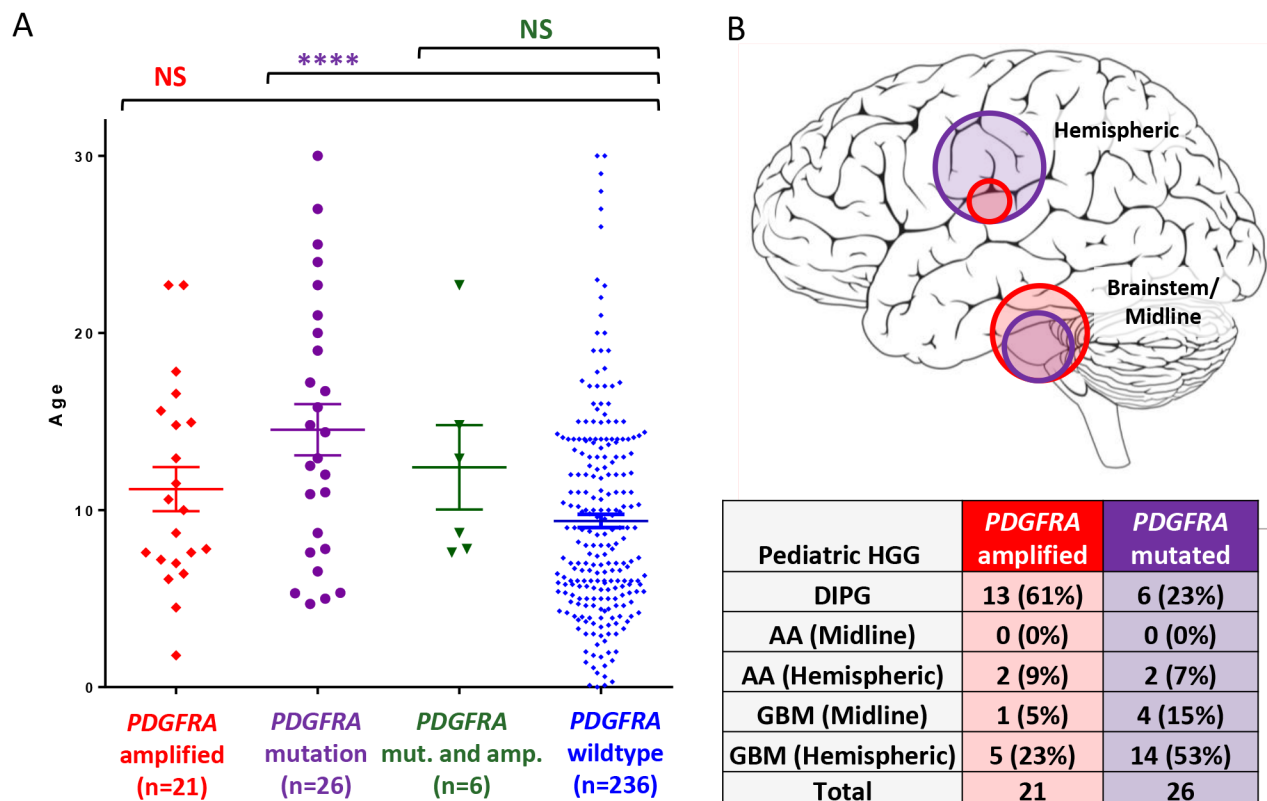 A
NS
****
NS
30
20
10
0
Age
PDGFRA
amplified
(n=21)
PDGFRA
mutation
(n=26)
PDGFRA
mut. and amp.
(n=6)
PDGFRA
wildtype
(n=236)
B
Hemispheric
Brainstem/
Midline
Pediatric HGG PDGFRA amplified PDGFRA mutated
DIPG 13 (61%) 6 (23%)
AA (Midline) 0 (0%) 0 (0%)
AA (Hemispheric) 2 (9%) 2 (7%)
GBM (Midline) 1 (5%) 4 (15%)
GBM (Hemispheric) 5 (23%) 14 (53%)
Total 21 26